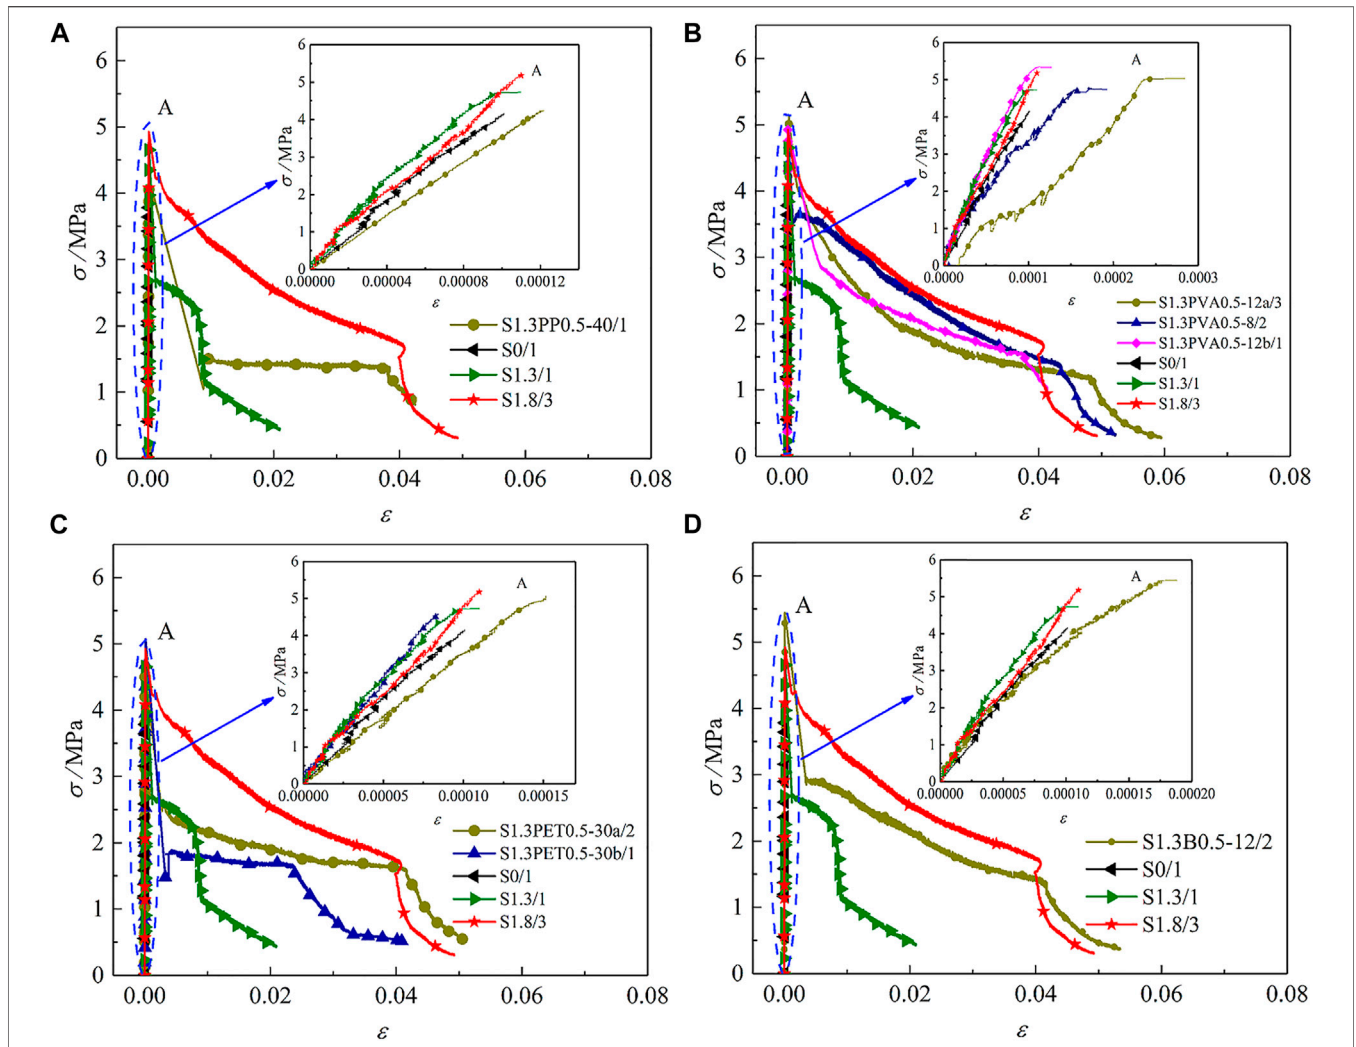 A
B
A
σ/MPa
ε
0
1
2
3
4
5
6
0.00
0.02
0.04
0.06
0.08
A
σ/MPa
ε
0
1
2
3
4
5
6
0.00000
0.00004
0.00008
0.00012
S1.3PP0.5-40/1
S0/1
S1.3/1
S1.8/3
A
σ/MPa
ε
0
1
2
3
4
5
6
0.00
0.02
0.04
0.06
0.08
A
σ/MPa
ε
0
1
2
3
4
5
6
0.0000
0.0001
0.0002
0.0003
S1.3PVA0.5-12a/3
S1.3PVA0.5-8/2
S1.3PVA0.5-12b/1
S0/1
S1.3/1
S1.8/3
C
D
A
σ/MPa
ε
0
1
2
3
4
5
6
0.00
0.02
0.04
0.06
0.08
A
σ/MPa
ε
0
1
2
3
4
5
6
0.00000
0.00005
0.00010
0.00015
S1.3PET0.5-30a/2
S1.3PET0.5-30b/1
S0/1
S1.3/1
S1.8/3
A
σ/MPa
ε
0
1
2
3
4
5
6
0.00
0.02
0.04
0.06
0.08
A
σ/MPa
ε
0
1
2
3
4
5
6
0.00000
0.00005
0.00010
0.00015
0.00020
S1.3B0.5-12/2
S0/1
S1.3/1
S1.8/3